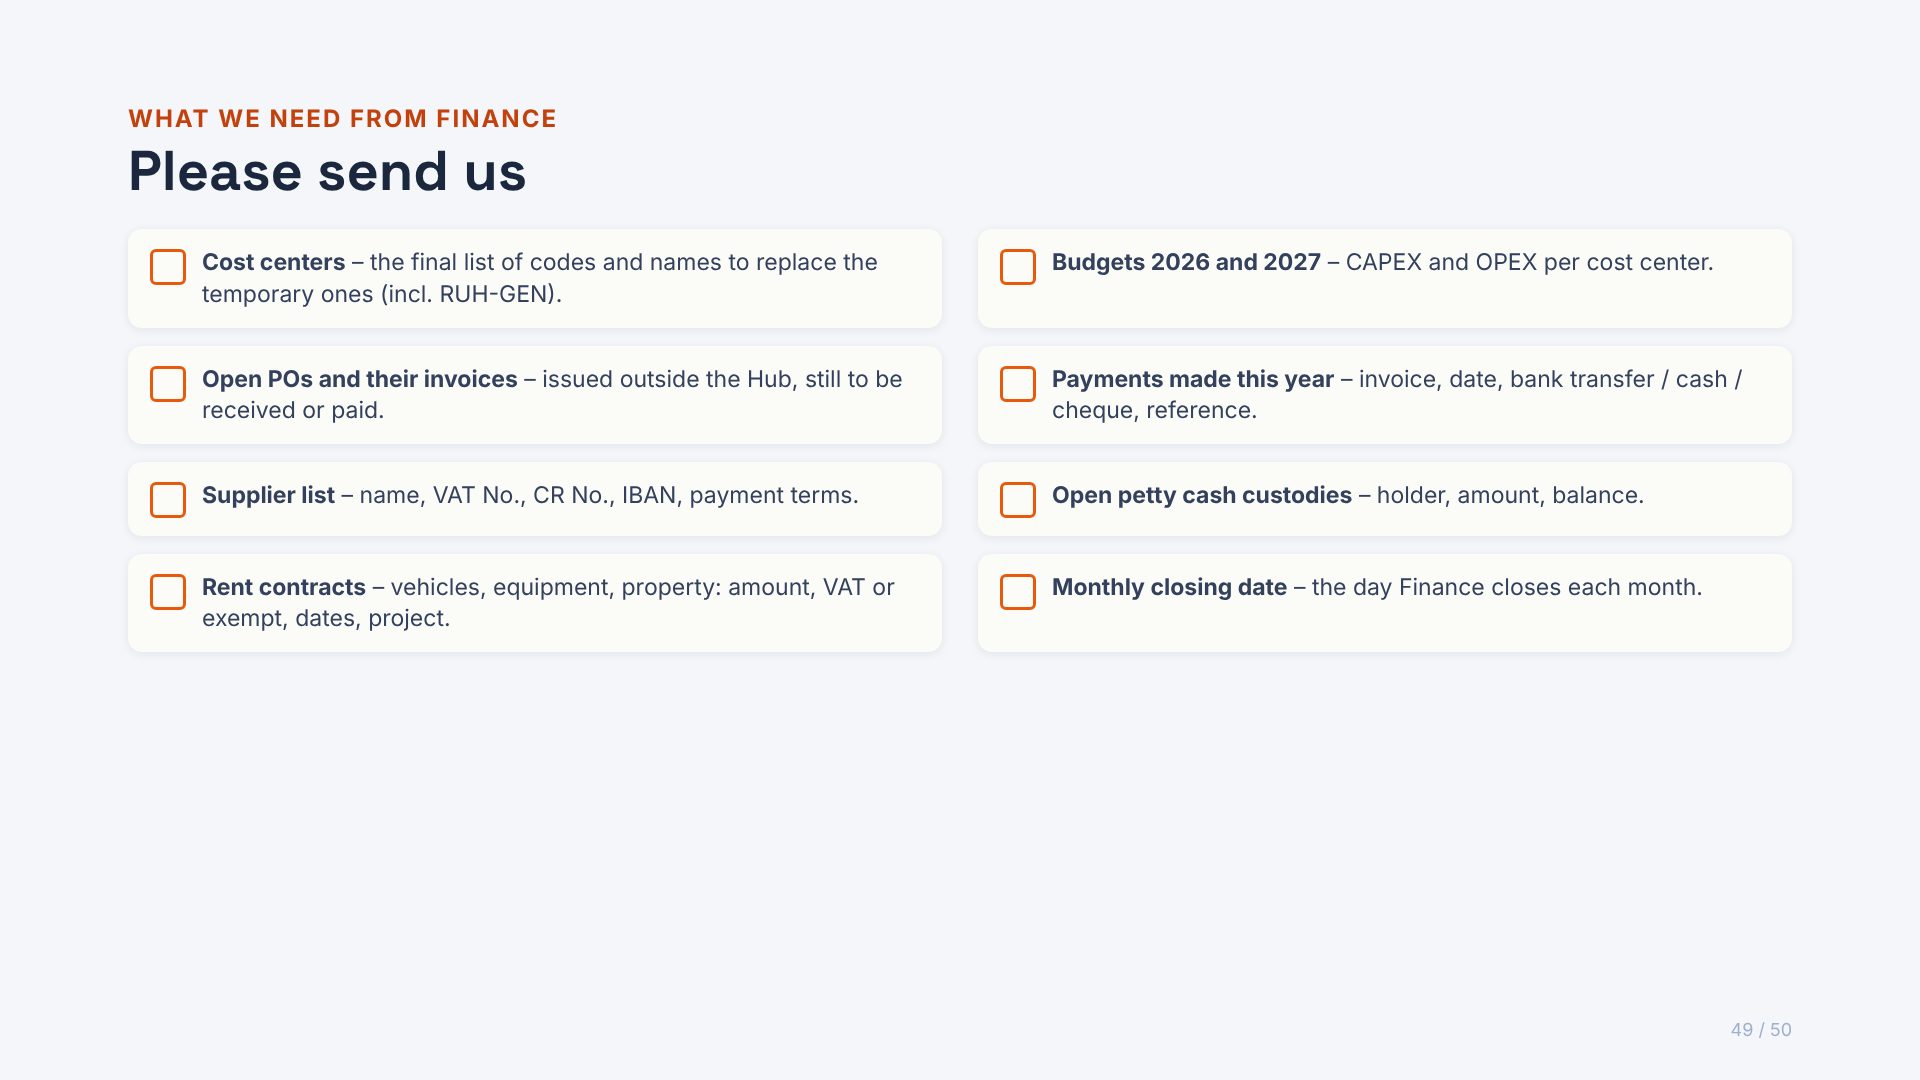 WHAT WE NEED FROM FINANCE
Please send us
Cost centers – the final list of codes and names to replace the
temporary ones (incl. RUH-GEN).
Budgets 2026 and 2027 – CAPEX and OPEX per cost center.
Open POs and their invoices – issued outside the Hub, still to be
received or paid.
Payments made this year – invoice, date, bank transfer / cash /
cheque, reference.
Supplier list – name, VAT No., CR No., IBAN, payment terms.
Open petty cash custodies – holder, amount, balance.
Rent contracts – vehicles, equipment, property: amount, VAT or
exempt, dates, project.
Monthly closing date – the day Finance closes each month.
49 / 50